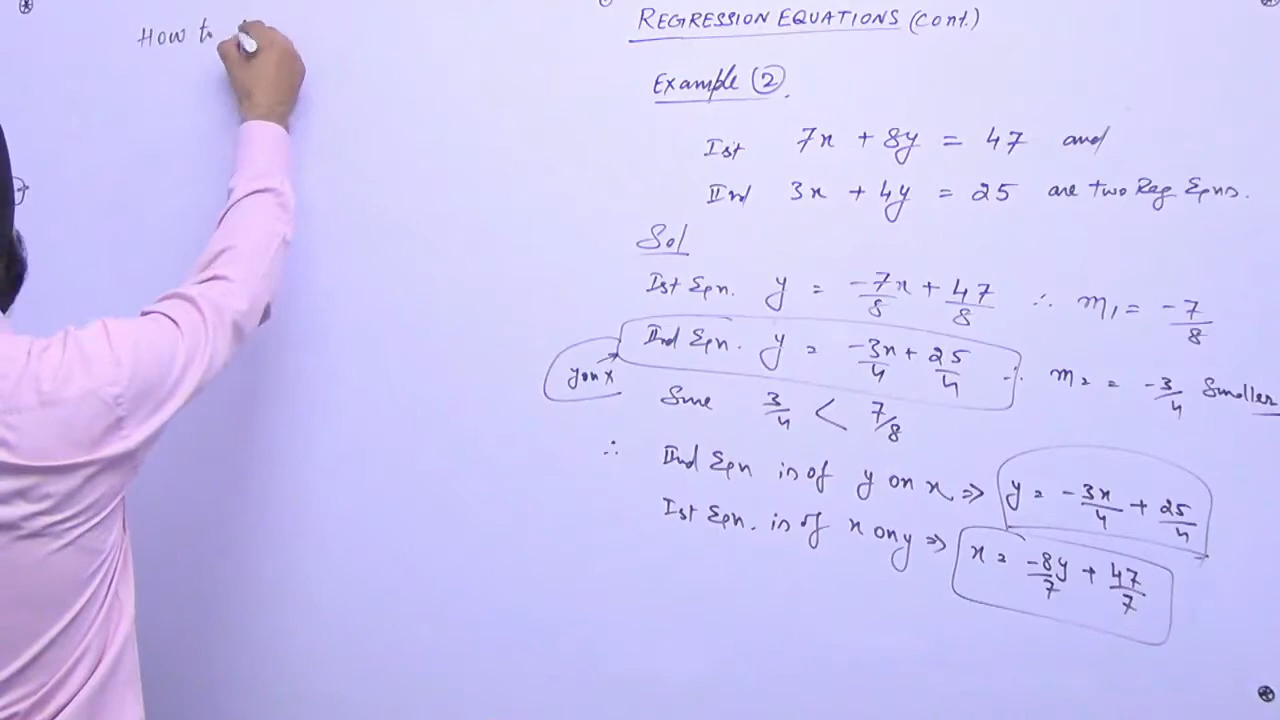 How to
REGRESSION EQUATIONS (cont.)
Example ②.
Ist 7x + 8y = 47 and
IInd 3x + 4y = 25 are two Reg Eqns.
Sol
Ist Eqn. y = -7x/8 + 47/8 ∴ m₁ = -7/8
IInd Eqn. y = -3x/4 + 25/4 ∴ m₂ = -3/4 Smaller
y on x
Since 3/4 < 7/8
∴ IInd Eqn is of y on x ⇒ y = -3x/4 + 25/4
Ist Eqn. is of x on y ⇒ x = -8y/7 + 47/7